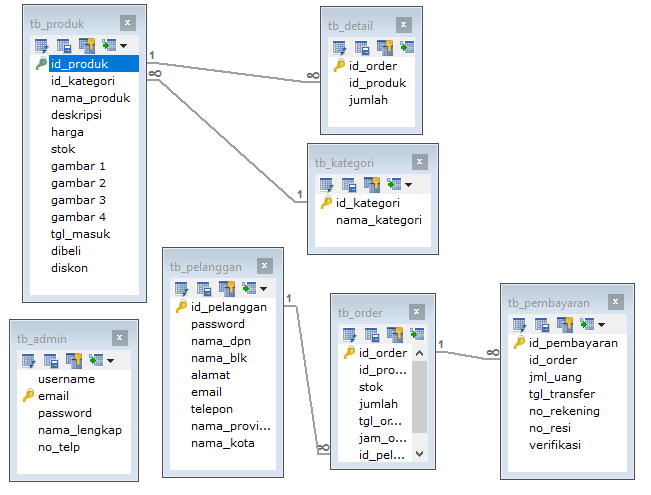 tb_produk
id_produk
id_kategori
nama_produk
deskripsi
harga
stok
gambar 1
gambar 2
gambar 3
gambar 4
tgl_masuk
dibeli
diskon
1
∞
∞
1
tb_detail
id_order
id_produk
jumlah
tb_kategori
id_kategori
nama_kategori
tb_pelanggan
id_pelanggan
password
nama_dpn
nama_blk
alamat
email
telepon
nama_provi...
nama_kota
1
∞
tb_order
id_order
id_pro...
stok
jumlah
tgl_or...
jam_o...
id_pel...
1
∞
tb_pembayaran
id_pembayaran
id_order
jml_uang
tgl_transfer
no_rekening
no_resi
verifikasi
tb_admin
username
email
password
nama_lengkap
no_telp